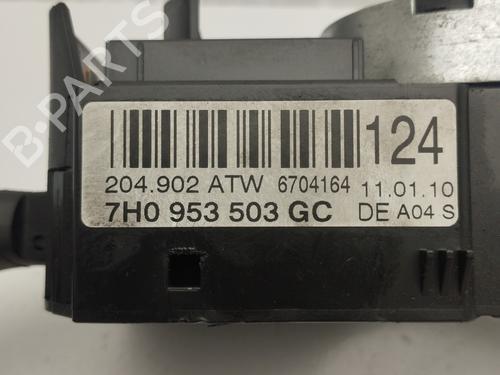 B-PARTS
124
204.902 ATW 6704164 11.01.10
7H0 953 503 GC DE A04 S